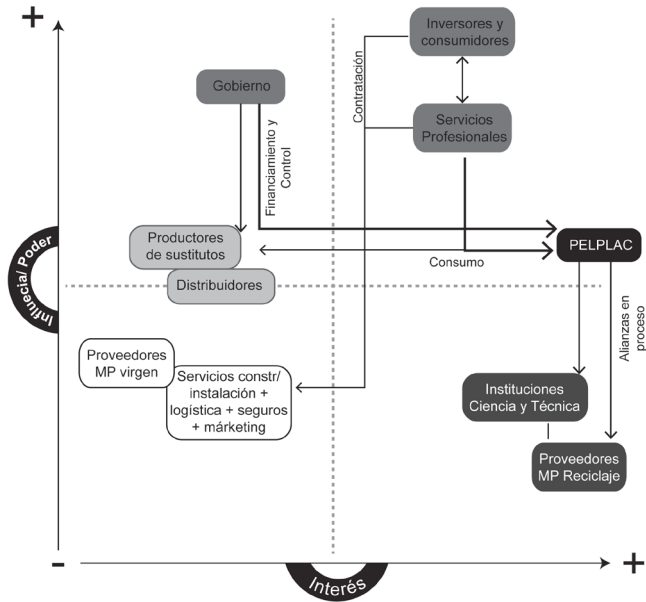 +
Inversores y
consumidores
Contratación
Gobierno
Servicios
Profesionales
Financiamiento y
Control
Productores
de sustitutos
PELPLAC
Consumo
Distribuidores
Influecia/ Poder
Alianzas en
proceso
Proveedores
MP virgen
Servicios constr/
instalación +
logística + seguros
+ márketing
Instituciones
Ciencia y Técnica
Proveedores
MP Reciclaje
-
Interés
+